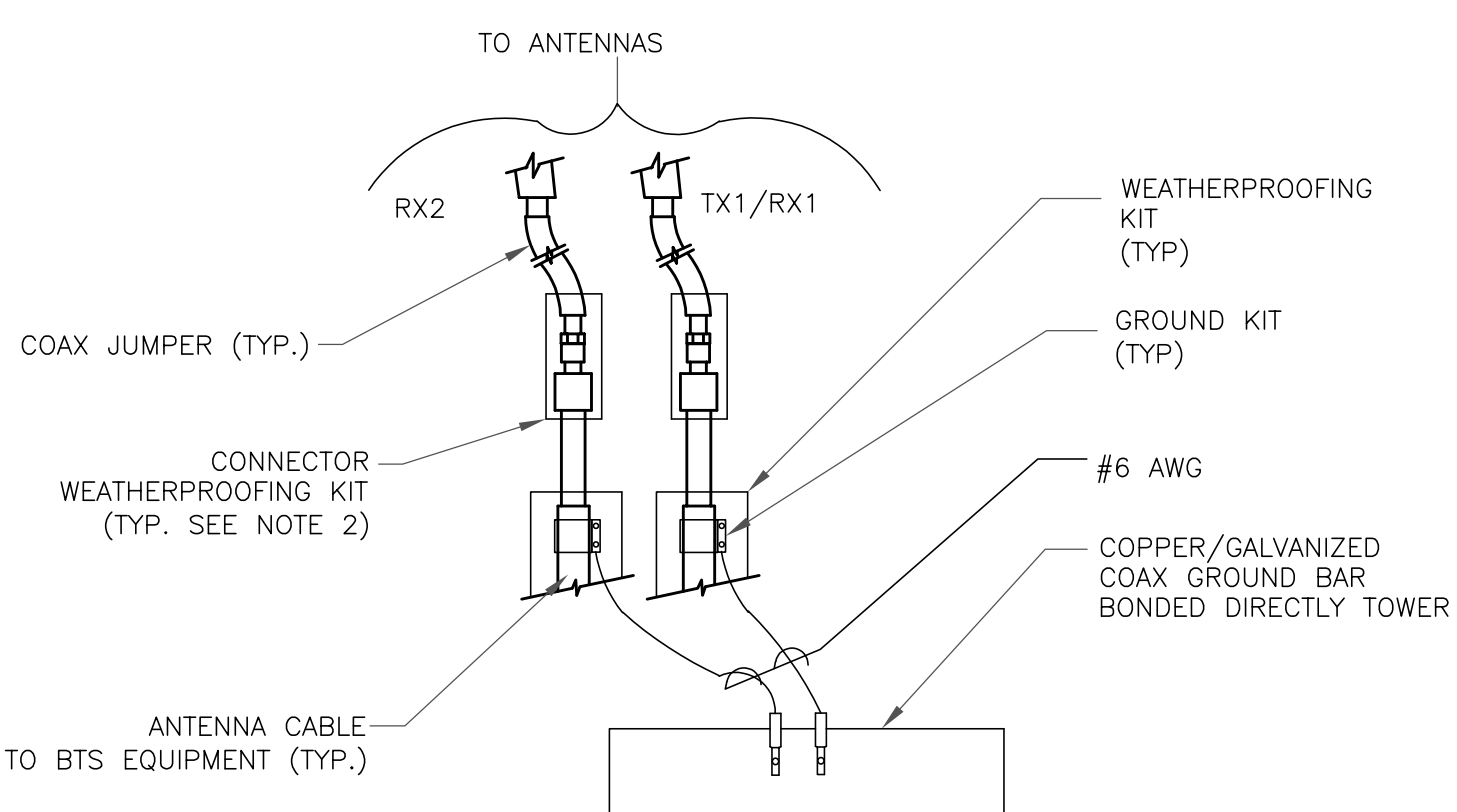 TO ANTENNAS
RX2
TX1/RX1
WEATHERPROOFING
KIT
(TYP)
GROUND KIT
(TYP)
COAX JUMPER (TYP.)
CONNECTOR
WEATHERPROOFING KIT
(TYP. SEE NOTE 2)
#6 AWG
COPPER/GALVANIZED
COAX GROUND BAR
BONDED DIRECTLY TOWER
ANTENNA CABLE
TO BTS EQUIPMENT (TYP.)